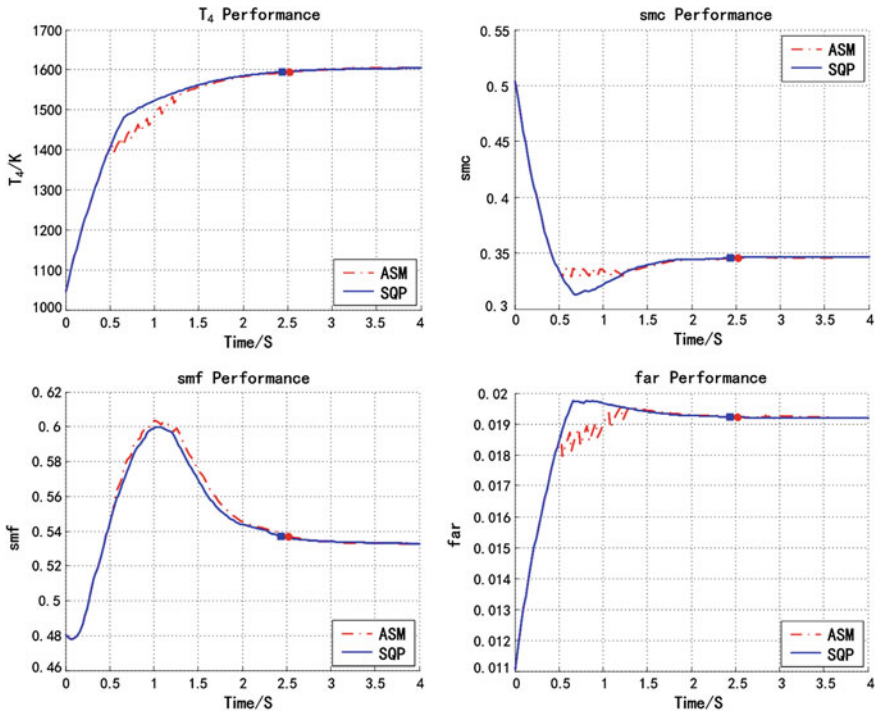 T₄ Performance
1700
1600
1500
1400
1300
1200
1100
1000
T₄/K
0 0.5 1 1.5 2 2.5 3 3.5 4
Time/S
ASM
SQP
smc Performance
0.55
0.5
0.45
0.4
0.35
0.3
smc
0 0.5 1 1.5 2 2.5 3 3.5 4
Time/S
ASM
SQP
smf Performance
0.62
0.6
0.58
0.56
0.54
0.52
0.5
0.48
0.46
smf
0 0.5 1 1.5 2 2.5 3 3.5 4
Time/S
ASM
SQP
far Performance
0.02
0.019
0.018
0.017
0.016
0.015
0.014
0.013
0.012
0.011
far
0 0.5 1 1.5 2 2.5 3 3.5 4
Time/S
ASM
SQP